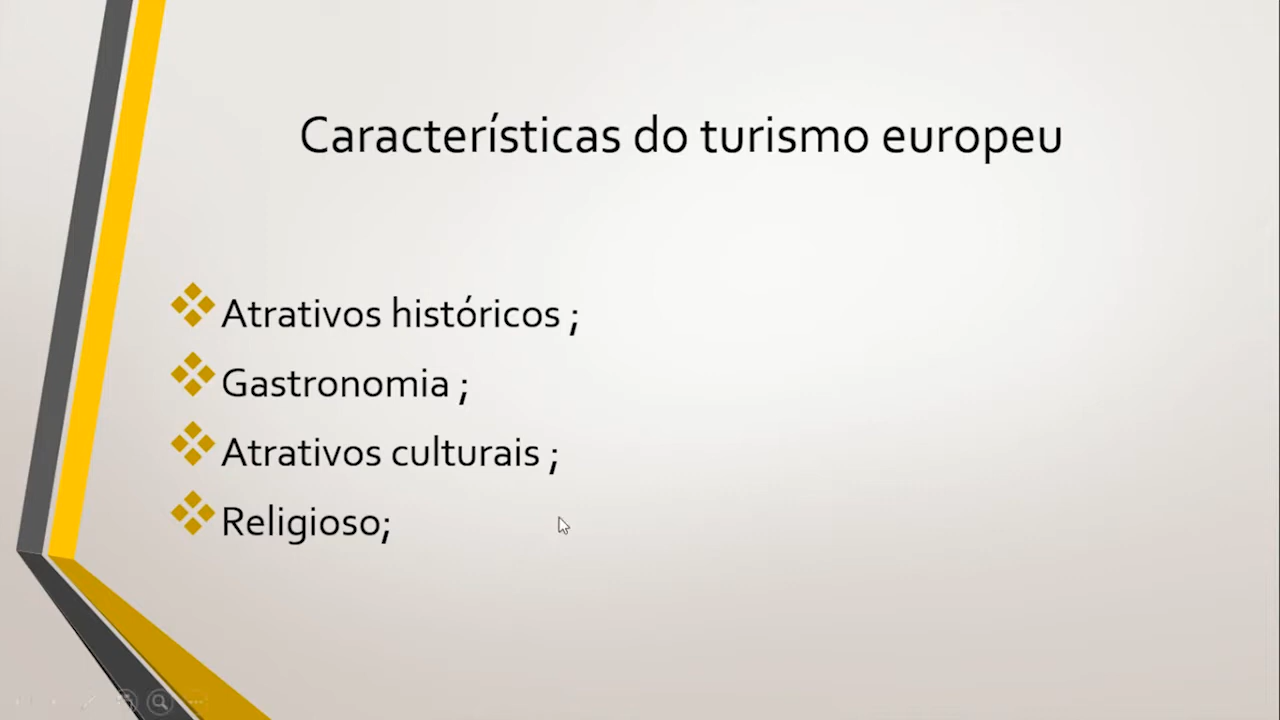 Características do turismo europeu
Atrativos históricos ;
Gastronomia ;
Atrativos culturais ;
Religioso;